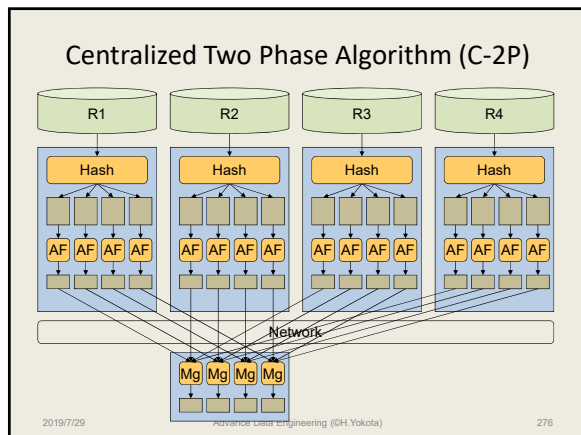 Centralized Two Phase Algorithm (C-2P)
R1 R2 R3 R4
Hash Hash Hash Hash
AF AF AF AF AF AF AF AF AF AF AF AF AF AF AF AF
Network
Mg Mg Mg Mg
2019/7/29 Advance Data Engineering (©H.Yokota) 276